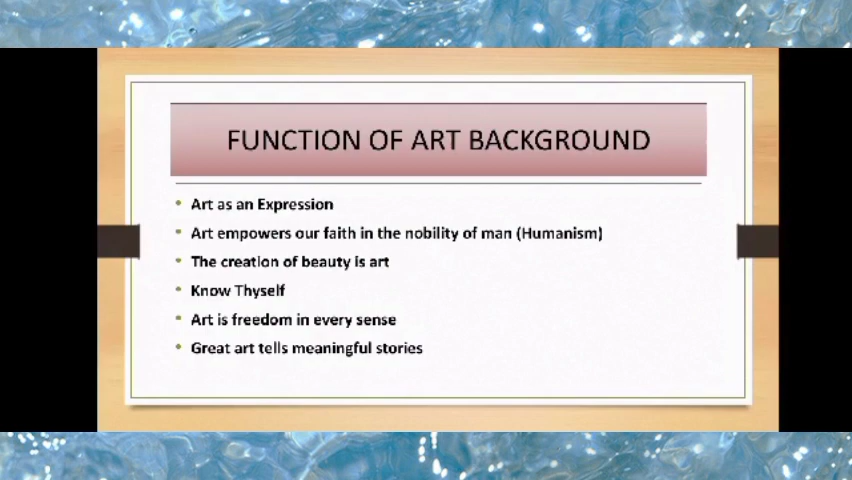 FUNCTION OF ART BACKGROUND
Art as an Expression
Art empowers our faith in the nobility of man (Humanism)
The creation of beauty is art
Know Thyself
Art is freedom in every sense
Great art tells meaningful stories